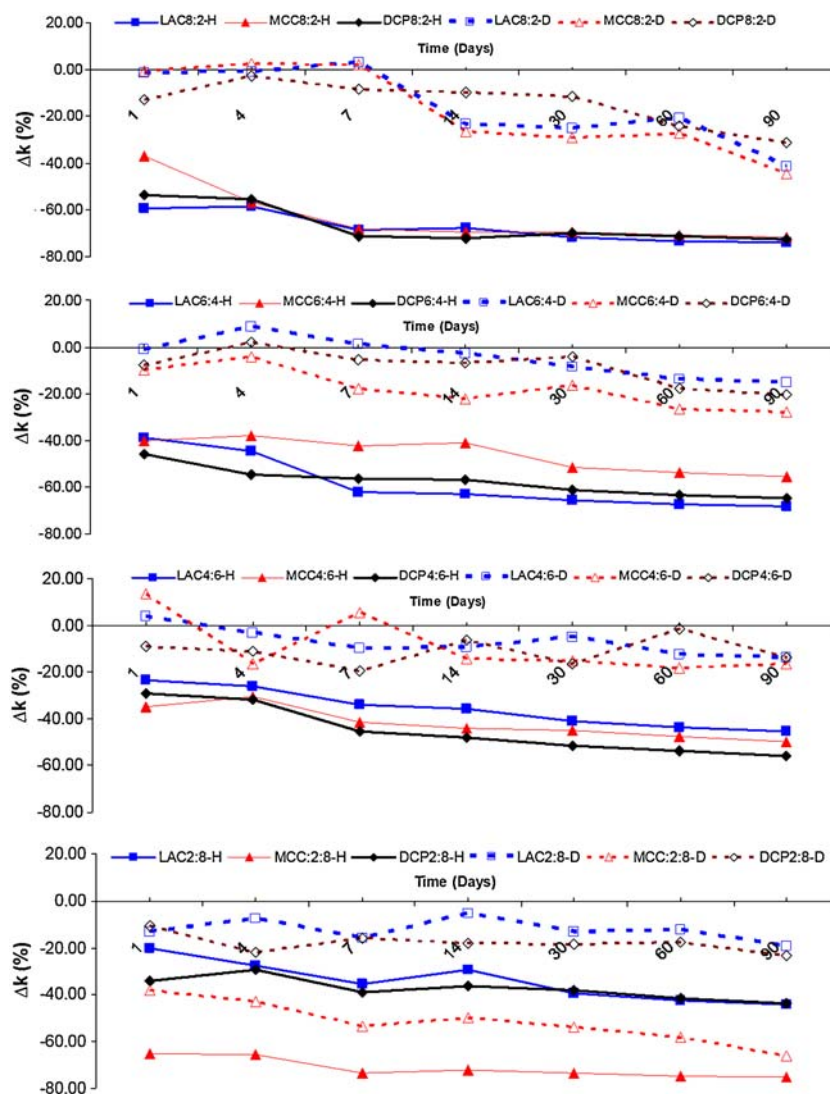 LAC8:2-H MCC8:2-H DCP8:2-H LAC8:2-D MCC8:2-D DCP8:2-D
20.00
Time (Days)
0.00
-20.00
-40.00
-60.00
-80.00
Δk (%)
1 4 7 14 30 60 90
LAC6:4-H MCC6:4-H DCP6:4-H LAC6:4-D MCC6:4-D DCP6:4-D
20.00
Time (Days)
0.00
-20.00
-40.00
-60.00
-80.00
Δk (%)
1 4 7 14 30 60 90
LAC4:6-H MCC4:6-H DCP4:6-H LAC4:6-D MCC4:6-D DCP4:6-D
20.00
Time (Days)
0.00
-20.00
-40.00
-60.00
-80.00
Δk (%)
1 4 7 14 30 60 90
LAC2:8-H MCC:2:8-H DCP2:8-H LAC2:8-D MCC:2:8-D DCP2:8-D
20.00
Time (Days)
0.00
-20.00
-40.00
-60.00
-80.00
Δk (%)
1 4 7 14 30 60 90